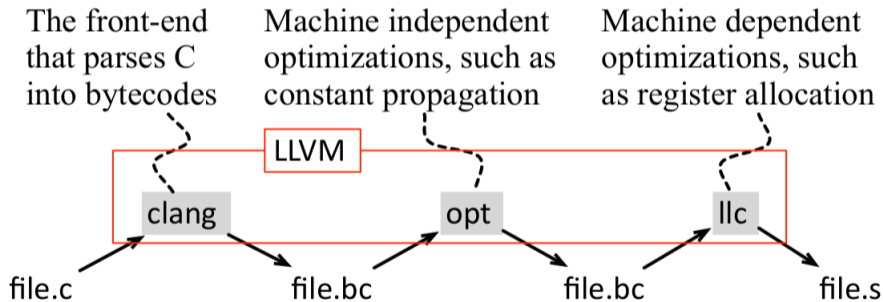 The front-end
that parses C
into bytecodes
Machine independent
optimizations, such as
constant propagation
Machine dependent
optimizations, such
as register allocation
LLVM
clang
opt
llc
file.c
file.bc
file.bc
file.s